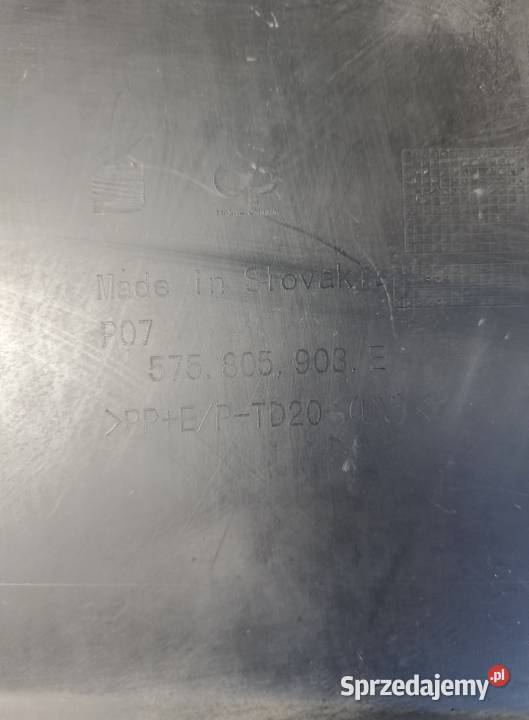 Made in Slovakia
P07
575.805.903.E
>PP+E/P-TD20
Sprzedajemy.pl